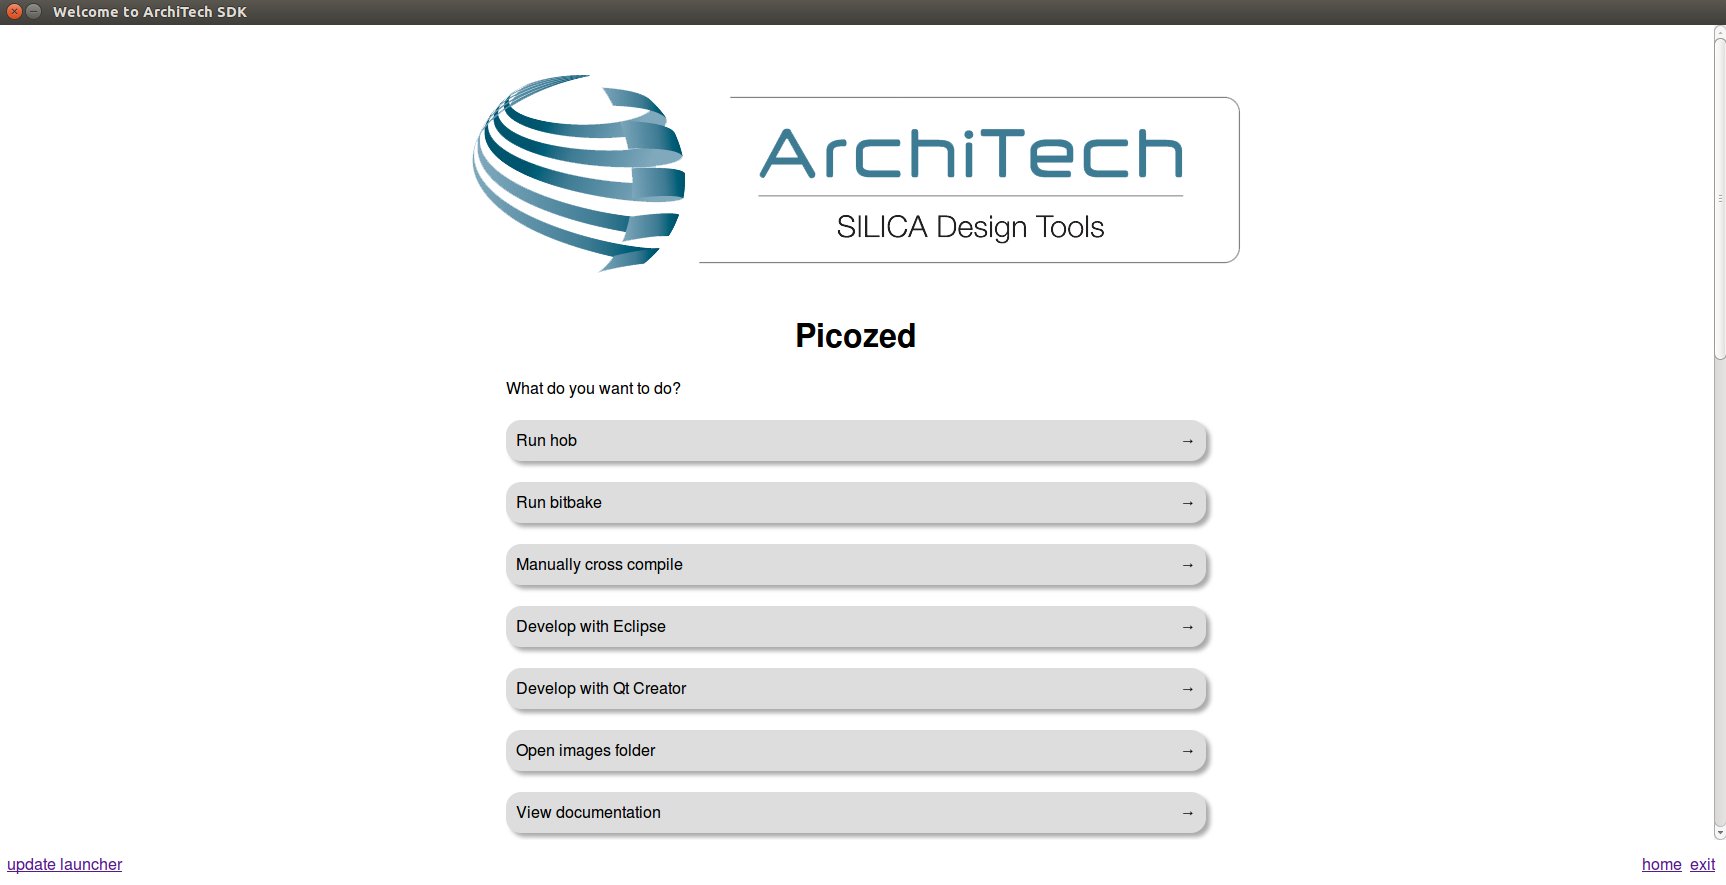 Welcome to ArchiTech SDK
ArchiTech
SILICA Design Tools
Picozed
What do you want to do?
Run hob →
Run bitbake →
Manually cross compile →
Develop with Eclipse →
Develop with Qt Creator →
Open images folder →
View documentation →
update launcher home exit